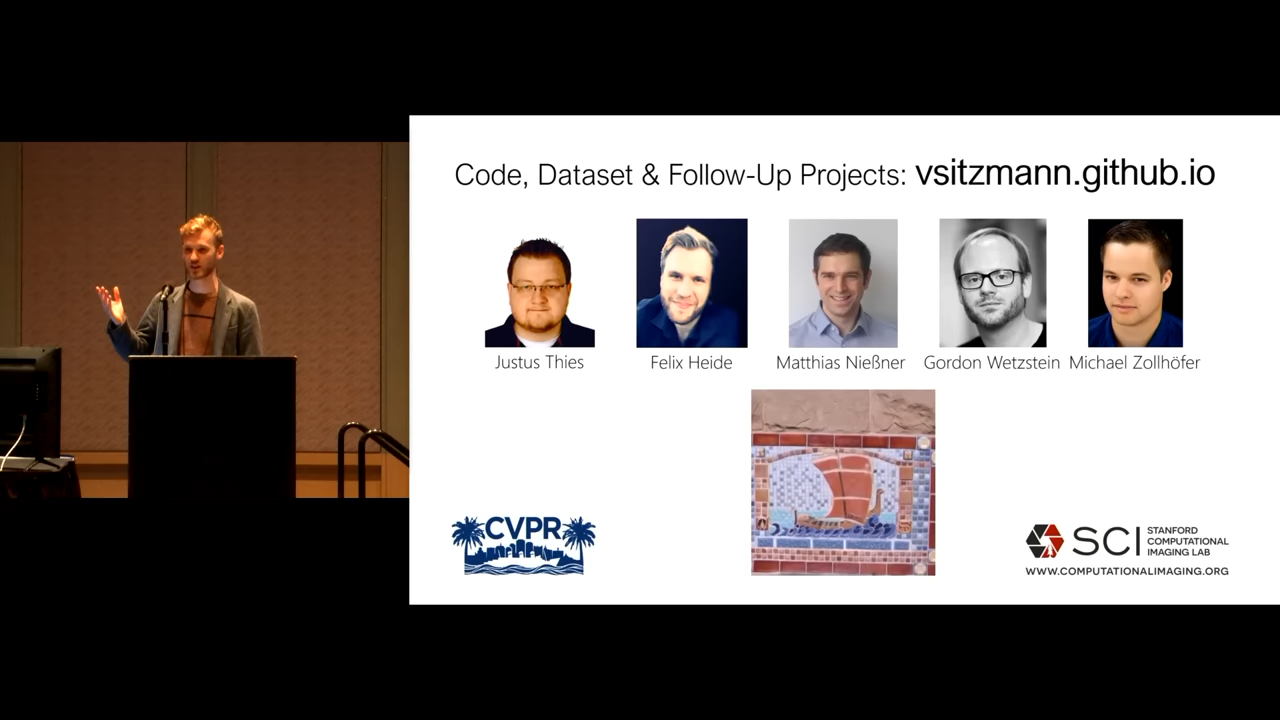 Code, Dataset & Follow-Up Projects: vsitzmann.github.io
Justus Thies
Felix Heide
Matthias Nießner
Gordon Wetzstein
Michael Zollhöfer
CVPR
SCI
STANFORD
COMPUTATIONAL
IMAGING LAB
WWW.COMPUTATIONALIMAGING.ORG